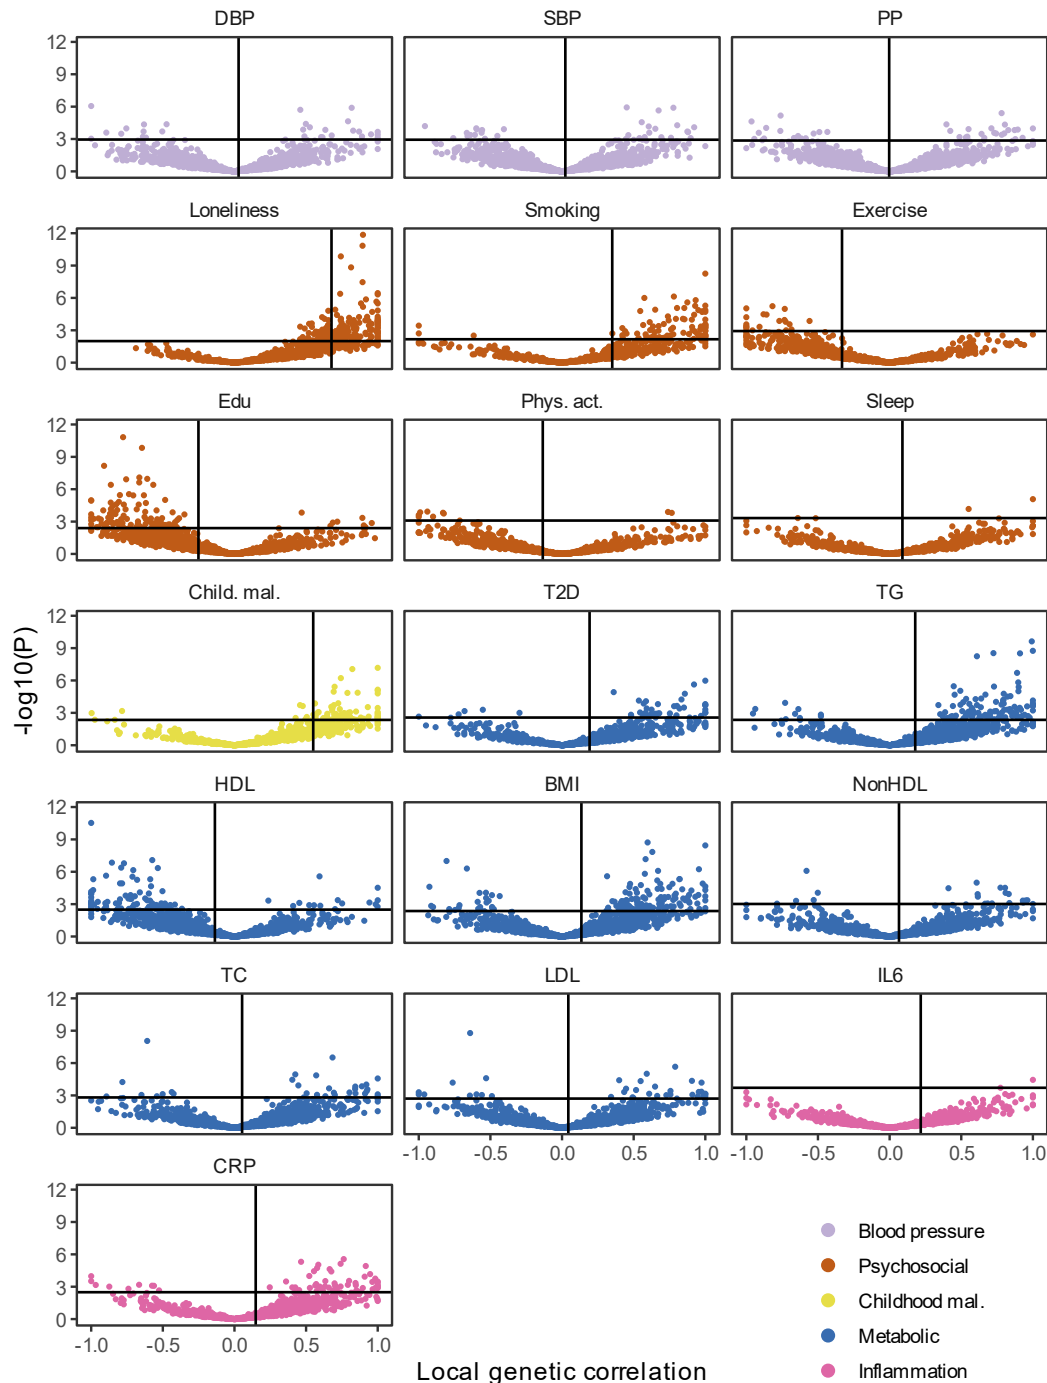 DBP SBP PP
12
9
6
3
0
Loneliness Smoking Exercise
12
9
6
3
0
Edu Phys. act. Sleep
12
9
6
3
0
Child. mal. T2D TG
12
9
6
3
0
-log10(P)
HDL BMI NonHDL
12
9
6
3
0
TC LDL IL6
12
9
6
3
0
-1.0 -0.5 0.0 0.5 1.0 -1.0 -0.5 0.0 0.5 1.0
CRP
12
9
6
3
0
-1.0 -0.5 0.0 0.5 1.0
Blood pressure
Psychosocial
Childhood mal.
Metabolic
Inflammation
Local genetic correlation